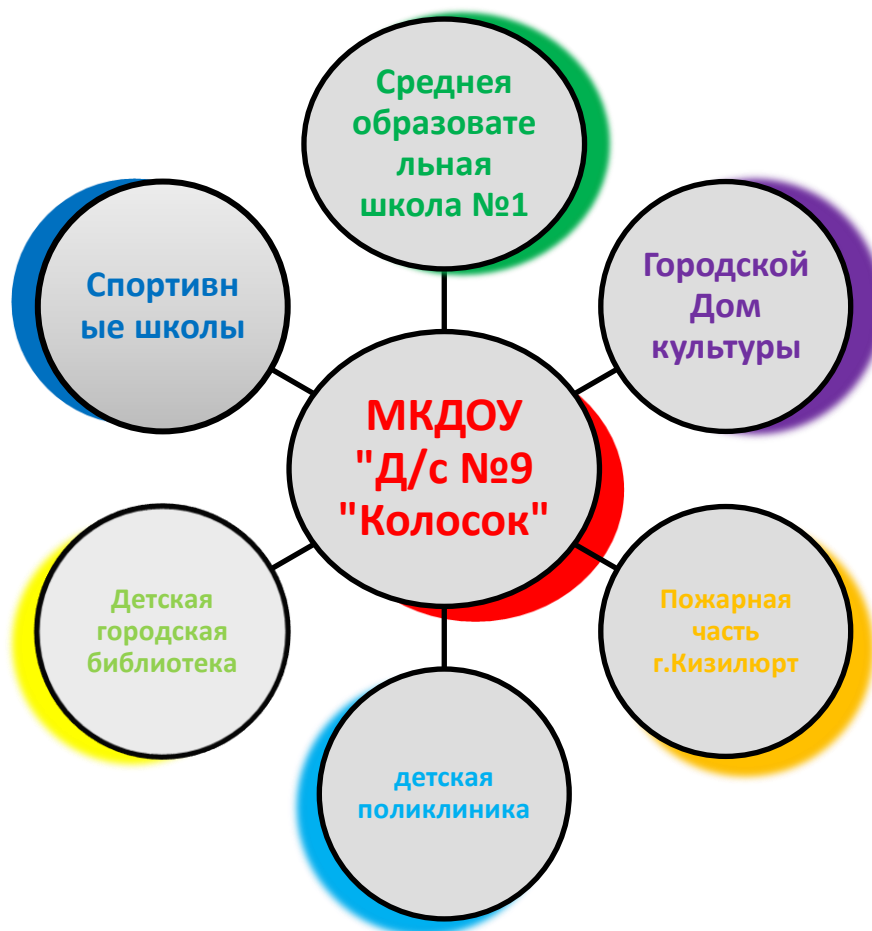 Среднея
образовате
льная
школа №1
Спортивн
ые школы
Городской
Дом
культуры
МКДОУ
"Д/с №9
"Колосок"
Детская
городская
библиотека
Пожарная
часть
г.Кизилюрт
детская
поликлиника